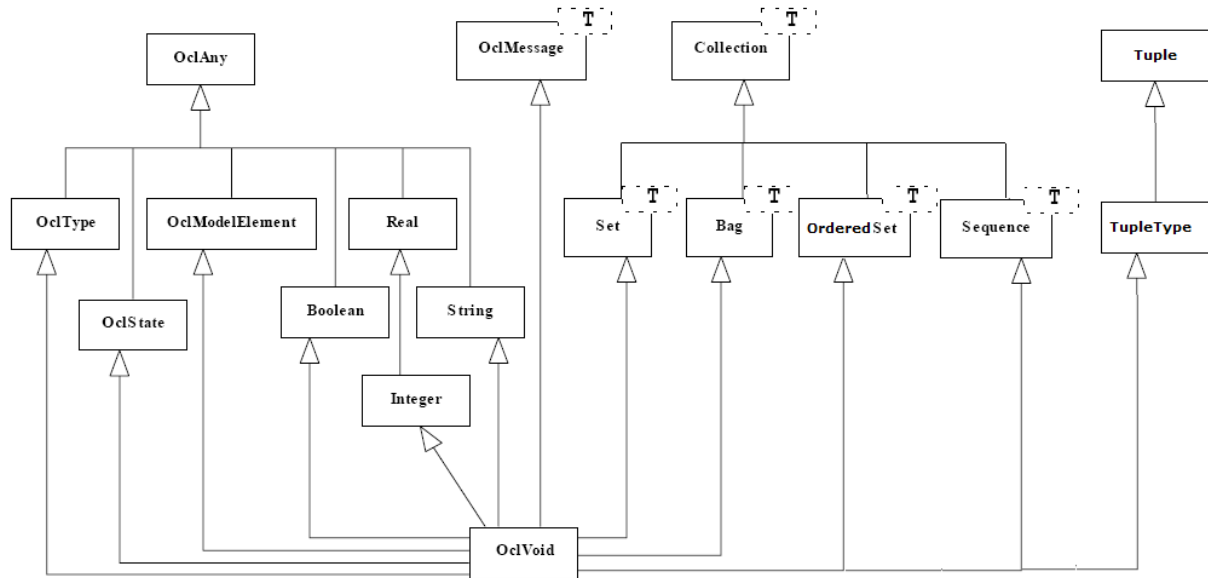 T
T
OclMessage
Collection
OclAny
Tuple
T
T
T
T
OclType
OclModelElement
Real
Set
Bag
OrderedSet
Sequence
TupleType
OclState
Boolean
String
Integer
OclVoid